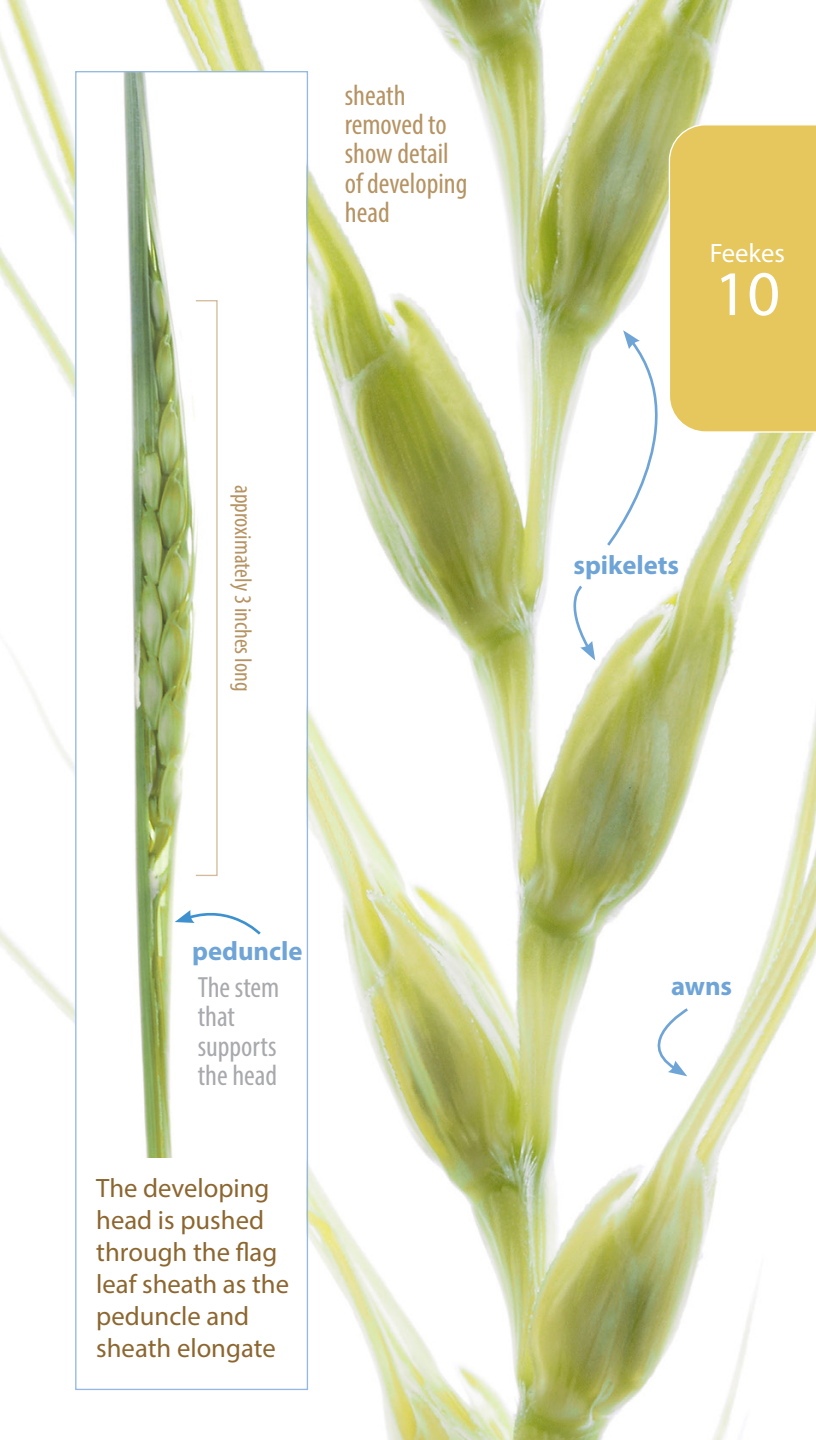 sheath
removed to
show detail
of developing
head
Feekes
10
approximately 3 inches long
spikelets
peduncle
The stem
that
supports
the head
awns
The developing
head is pushed
through the flag
leaf sheath as the
peduncle and
sheath elongate